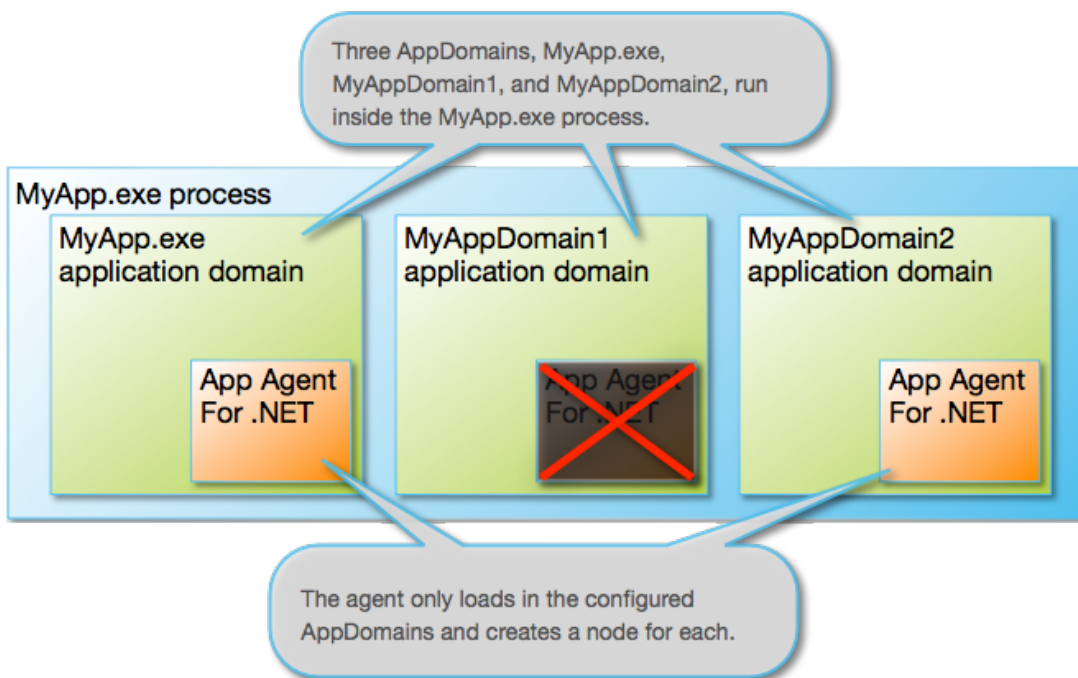 Three AppDomains, MyApp.exe,
MyAppDomain1, and MyAppDomain2, run
inside the MyApp.exe process.
MyApp.exe process
MyApp.exe
application domain
App Agent
For .NET
MyAppDomain1
application domain
App Agent
For .NET
MyAppDomain2
application domain
App Agent
For .NET
The agent only loads in the configured
AppDomains and creates a node for each.